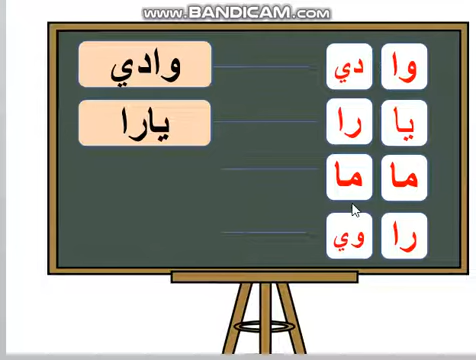 www.BANDICAM.com
وا دي وادي
يا را يارا
ما ما
را وي